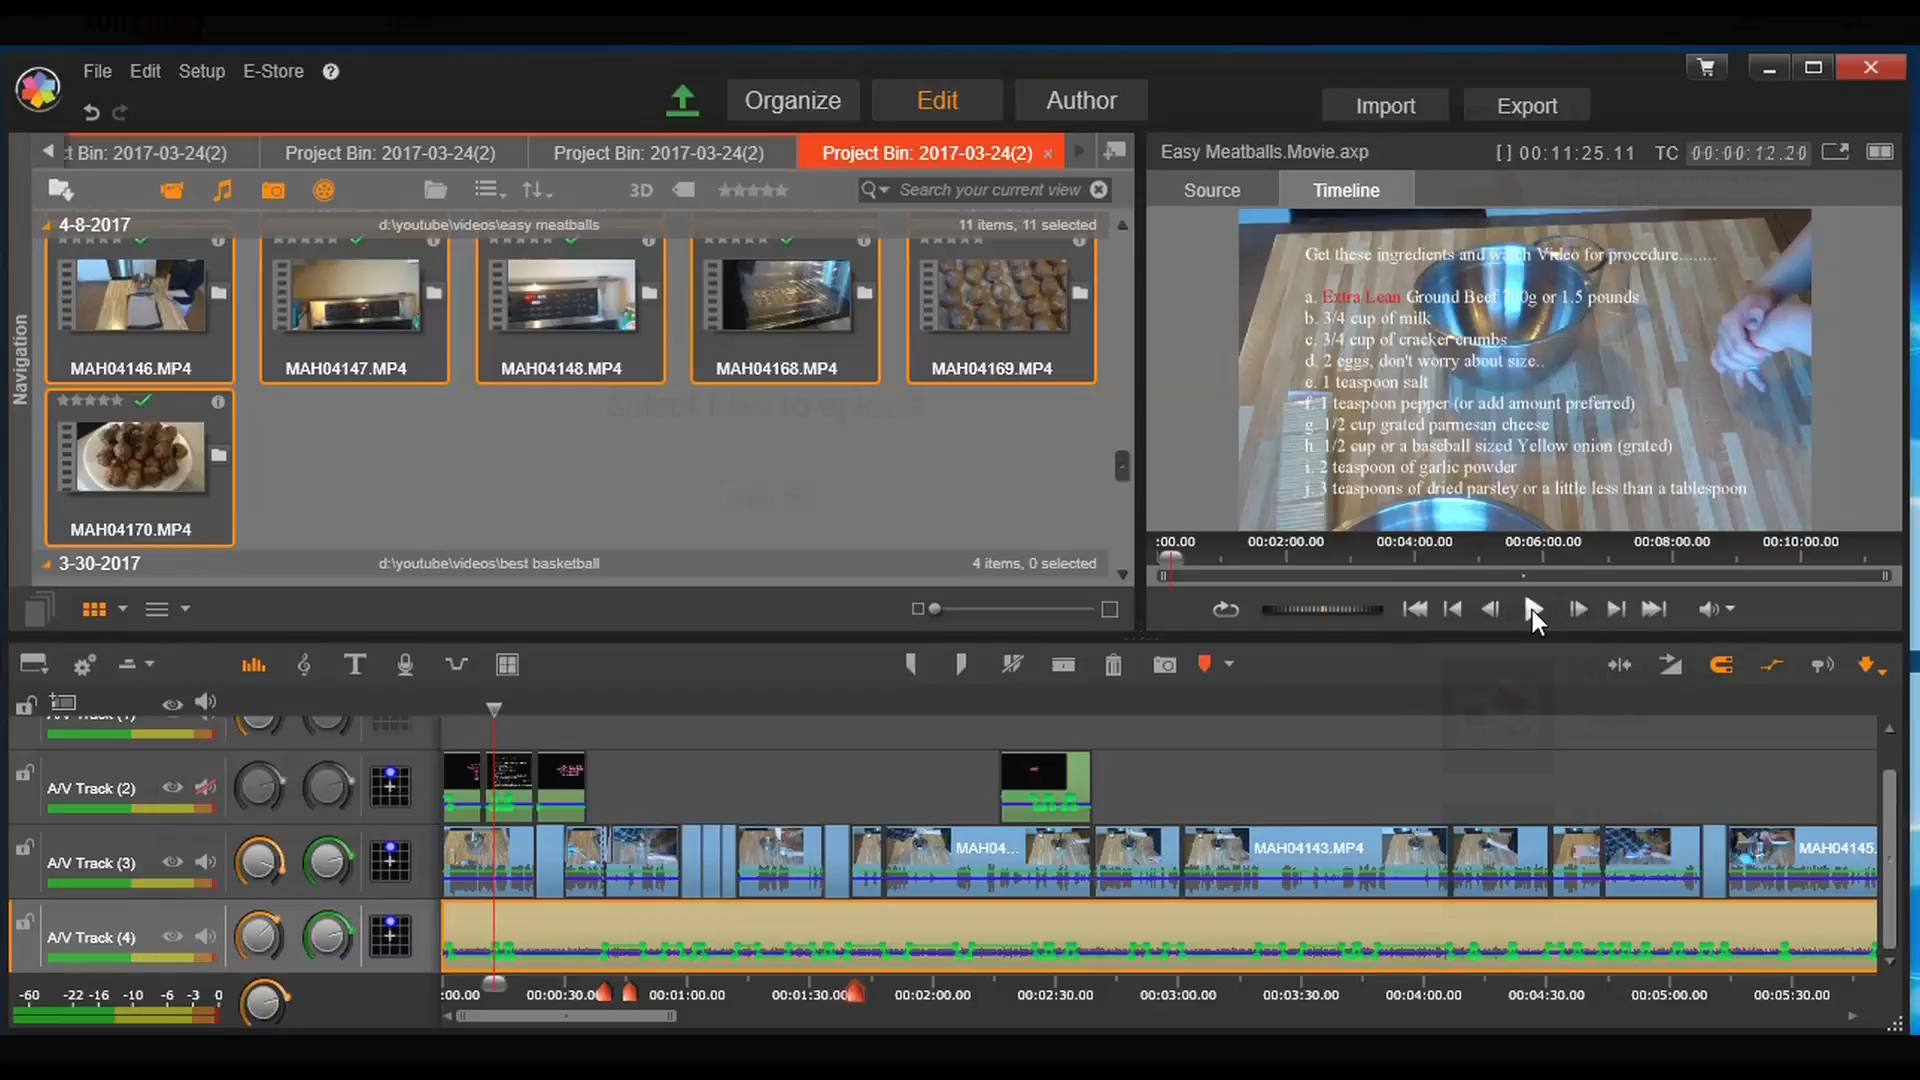 File Edit Setup E-Store
Organize Edit Author
Import Export
t Bin: 2017-03-24(2) Project Bin: 2017-03-24(2) Project Bin: 2017-03-24(2) Project Bin: 2017-03-24(2)
Easy Meatballs.Movie.axp [ ] 00:11:25.11 TC 00:00:12.20
3D Search your current view
Source Timeline
4-8-2017 d:\youtube\videos\easy meatballs 11 items, 11 selected
MAH04146.MP4 MAH04147.MP4 MAH04148.MP4 MAH04168.MP4 MAH04169.MP4
MAH04170.MP4
3-30-2017 d:\youtube\videos\best basketball 4 items, 0 selected
Navigation
Get these ingredients and watch Video for procedure........
a. Extra Lean Ground Beef g or 1.5 pounds
b. 3/4 cup of milk
c. 3/4 cup of cracker crumbs
d. 2 eggs, don't worry about size..
e. 1 teaspoon salt
f. 1 teaspoon pepper (or add amount preferred)
g. 1/2 cup grated parmesan cheese
h. 1/2 cup or a baseball sized Yellow onion (grated)
i. 2 teaspoon of garlic powder
j. 3 teaspoons of dried parsley or a little less than a tablespoon
:00.00 00:02:00.00 00:04:00.00 00:06:00.00 00:08:00.00 00:10:00.00
A/V Track (1)
A/V Track (2)
A/V Track (3)
MAH04... MAH04143.MP4 MAH04145.
A/V Track (4)
-60 -22 -16 -10 -6 -3 0
:00.00 00:00:30.00 00:01:00.00 00:01:30.00 00:02:00.00 00:02:30.00 00:03:00.00 00:03:30.00 00:04:00.00 00:04:30.00 00:05:00.00 00:05:30.00